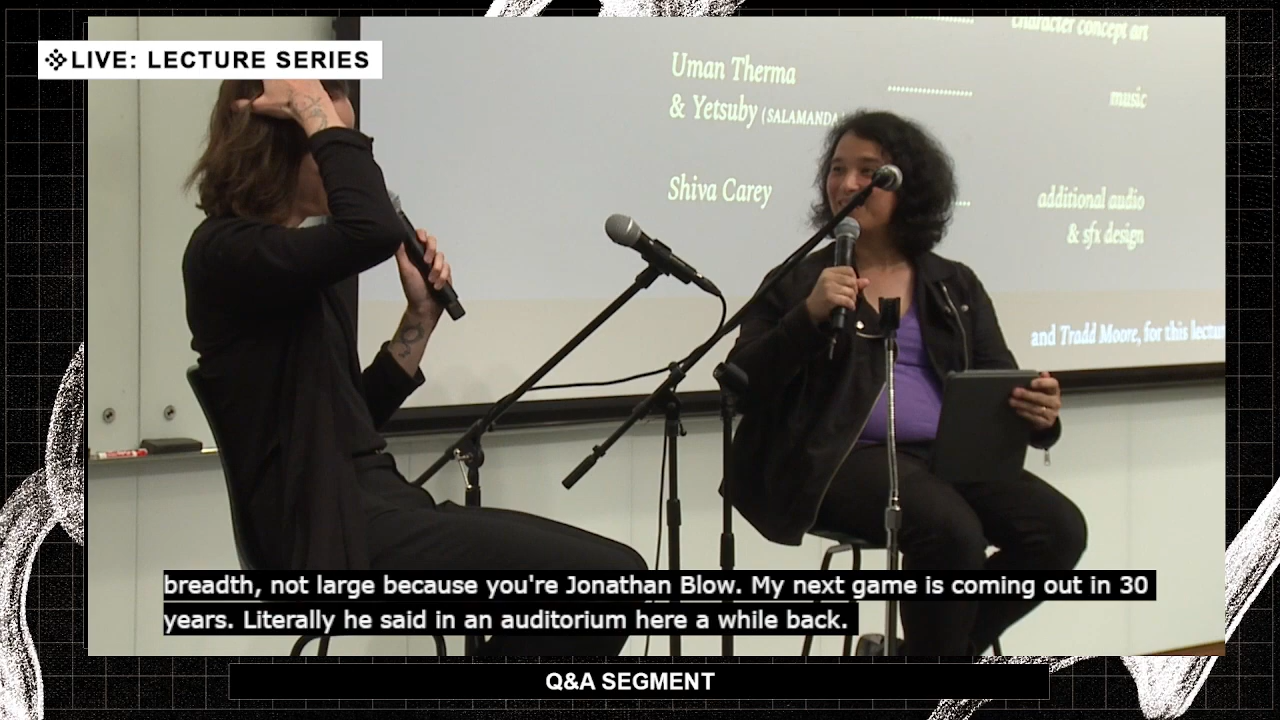 LIVE: LECTURE SERIES
character concept art
Uman Therma
& Yetsuby (SALAMANDA
music
Shiva Carey
additional audio
& sfx design
and Tradd Moore, for this lectur
breadth, not large because you're Jonathan Blow. My next game is coming out in 30
years. Literally he said in an auditorium here a while back.
Q&A SEGMENT